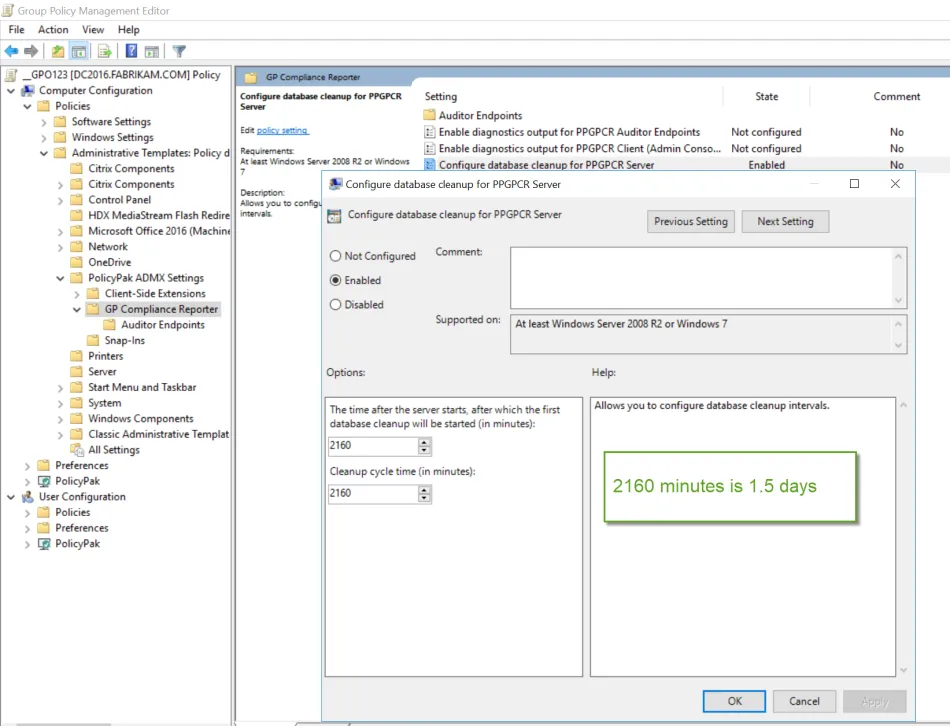 Group Policy Management Editor
File Action View Help
__GPO123 [DC2016.FABRIKAM.COM] Policy
Computer Configuration
Policies
Software Settings
Windows Settings
Administrative Templates: Policy d
Citrix Components
Citrix Components
Control Panel
HDX MediaStream Flash Redire
Microsoft Office 2016 (Machine
Network
OneDrive
PolicyPak ADMX Settings
Client-Side Extensions
GP Compliance Reporter
Auditor Endpoints
Snap-Ins
Printers
Server
Start Menu and Taskbar
System
Windows Components
Classic Administrative Templat
All Settings
Preferences
PolicyPak
User Configuration
Policies
Preferences
PolicyPak
GP Compliance Reporter
Configure database cleanup for PPGPCR
Server
Edit policy setting
Requirements:
At least Windows Server 2008 R2 or Windows
7
Description:
Allows you to configu
intervals.
Setting State Comment
Auditor Endpoints
Enable diagnostics output for PPGPCR Auditor Endpoints Not configured No
Enable diagnostics output for PPGPCR Client (Admin Conso... Not configured No
Configure database cleanup for PPGPCR Server Enabled No
Configure database cleanup for PPGPCR Server
Configure database cleanup for PPGPCR Server
Previous Setting Next Setting
Not Configured
Enabled
Disabled
Comment:
Supported on:
At least Windows Server 2008 R2 or Windows 7
Options:
Help:
The time after the server starts, after which the first
database cleanup will be started (in minutes):
2160
Cleanup cycle time (in minutes):
2160
Allows you to configure database cleanup intervals.
2160 minutes is 1.5 days
OK Cancel Apply